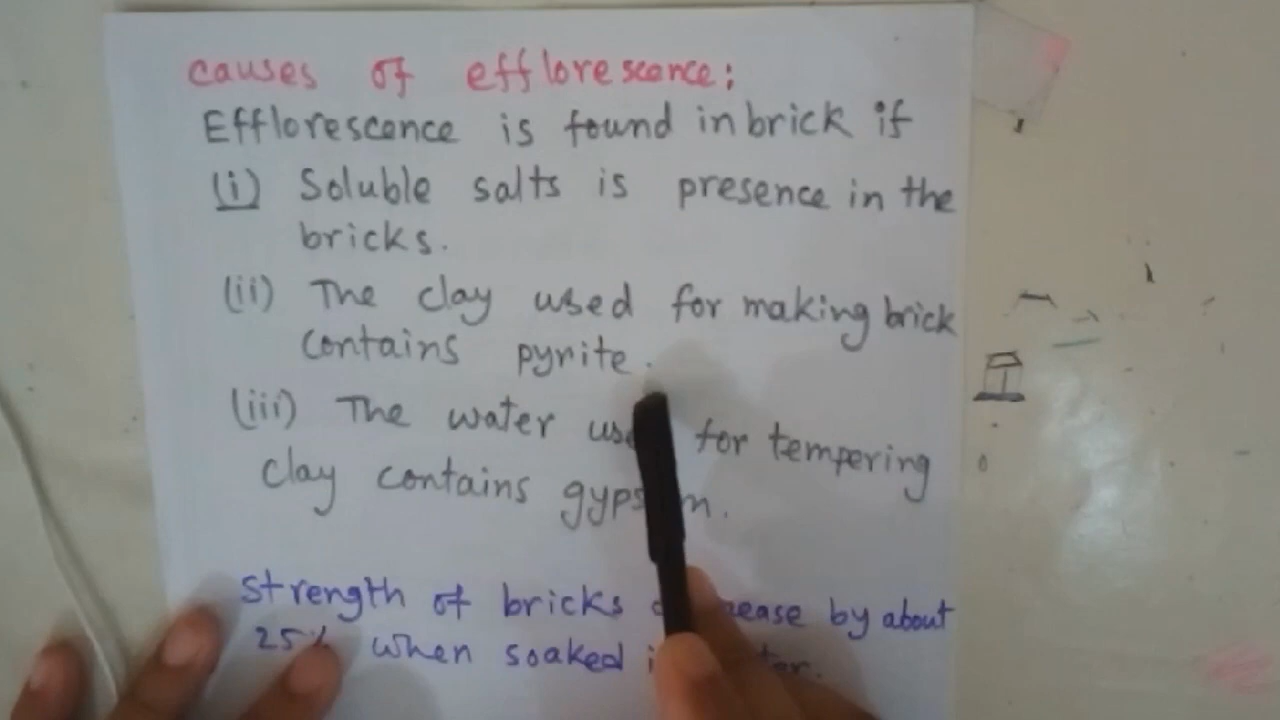 causes of efflorescence:
Efflorescence is found in brick if
(i) Soluble salts is presence in the
bricks.
(ii) The clay used for making brick
contains pyrite.
(iii) The water for tempering
clay contains
strength of bricks by about
25% when soaked